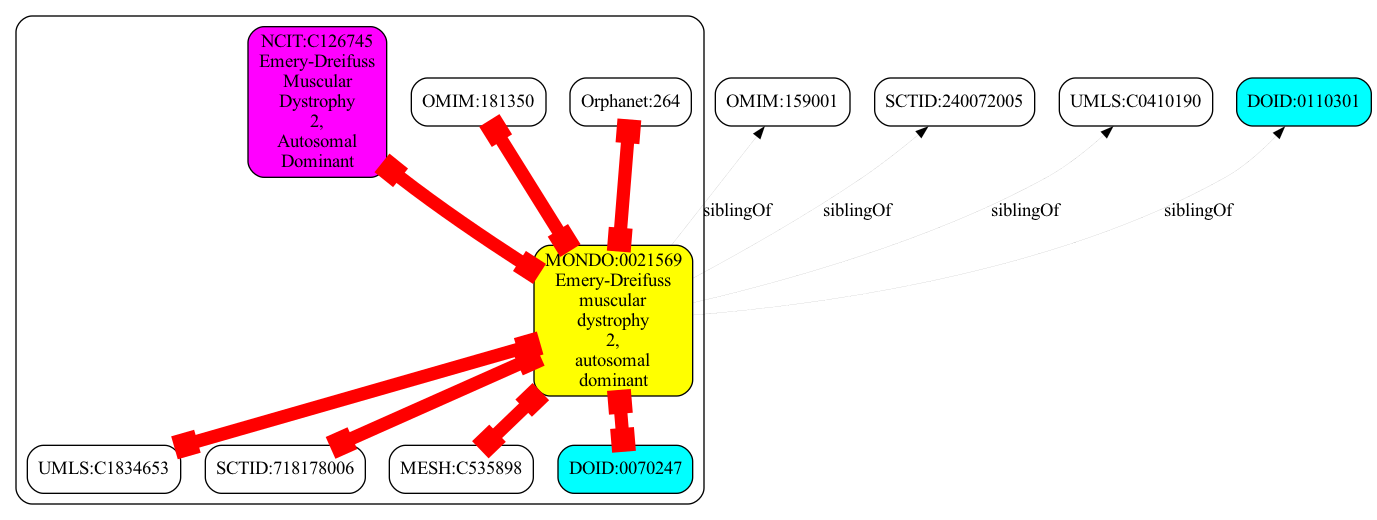 NCIT:C126745
Emery-Dreifuss
Muscular
Dystrophy
2,
Autosomal
Dominant
OMIM:181350
Orphanet:264
OMIM:159001
SCTID:240072005
UMLS:C0410190
DOID:0110301
siblingOf
siblingOf
siblingOf
siblingOf
MONDO:0021569
Emery-Dreifuss
muscular
dystrophy
2,
autosomal
dominant
UMLS:C1834653
SCTID:718178006
MESH:C535898
DOID:0070247